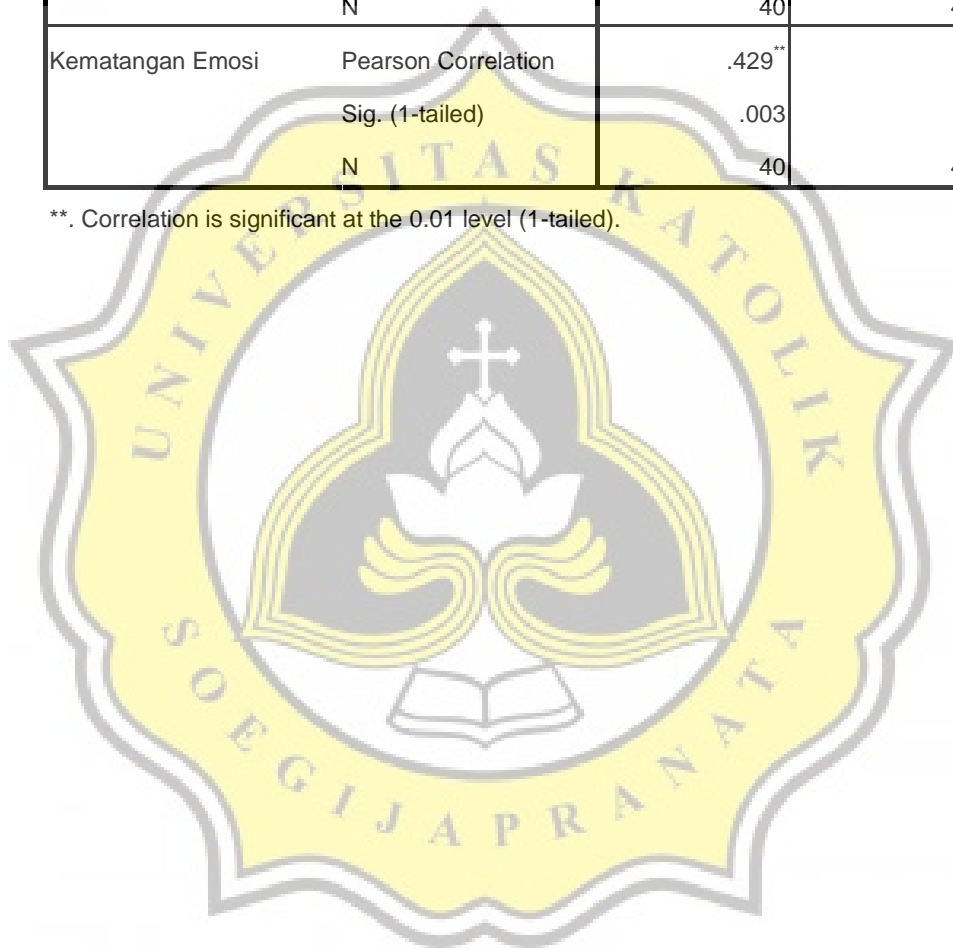 N 40
Kematangan Emosi Pearson Correlation .429**
Sig. (1-tailed) .003
N 40
**. Correlation is significant at the 0.01 level (1-tailed).
UNIVERSITAS KATOLIK
SOEGIJAPRANATA